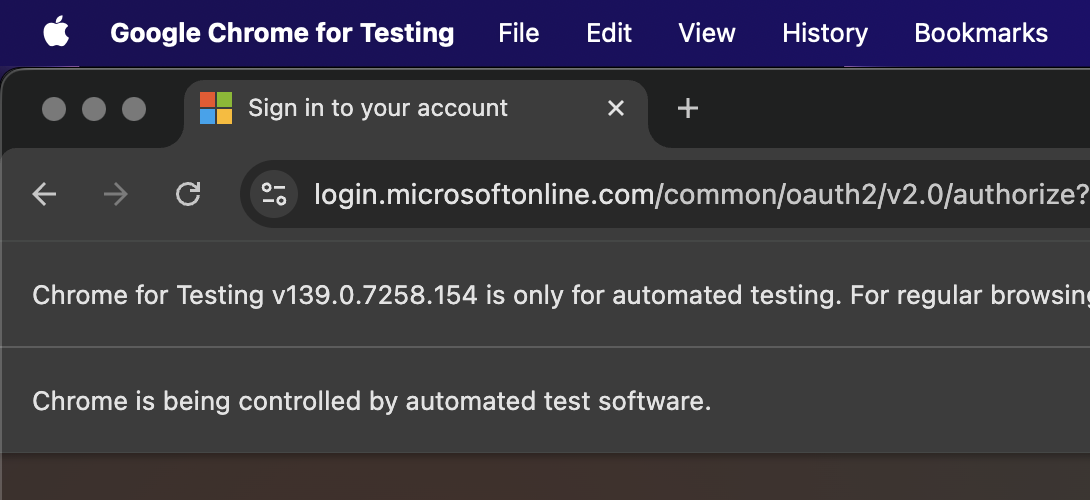 Google Chrome for Testing File Edit View History Bookmarks
Sign in to your account
login.microsoftonline.com/common/oauth2/v2.0/authorize?
Chrome for Testing v139.0.7258.154 is only for automated testing. For regular browsing
Chrome is being controlled by automated test software.